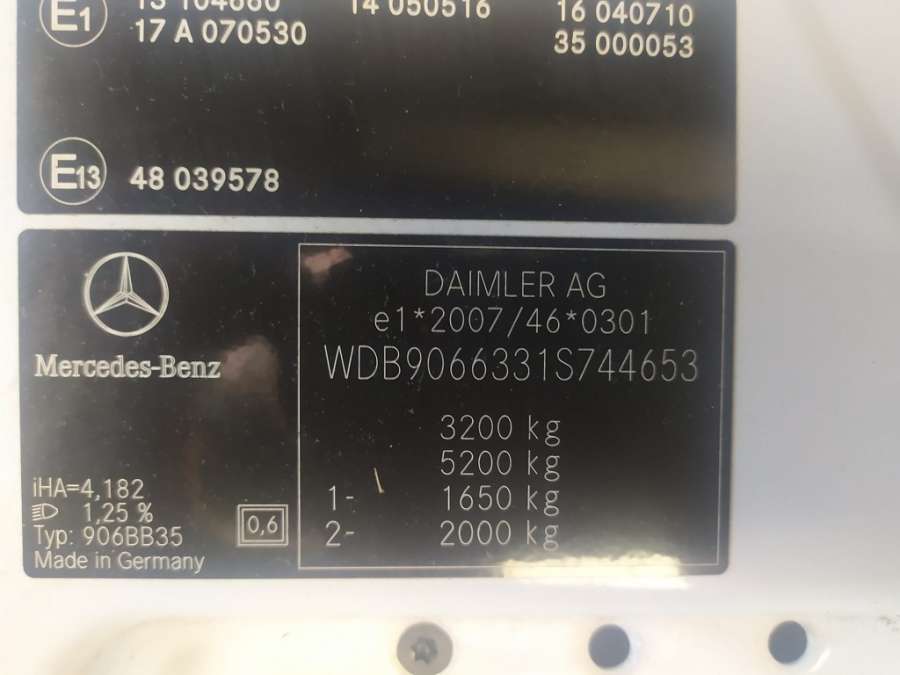 E1 13 104680 14 050516 16 040710
17 A 070530 35 000053
E13 48 039578
Mercedes-Benz
iHA=4,182
1,25 %
Typ: 906BB35
Made in Germany
0,6
DAIMLER AG
e1*2007/46*0301
WDB9066331S744653
3200 kg
5200 kg
1- 1650 kg
2- 2000 kg